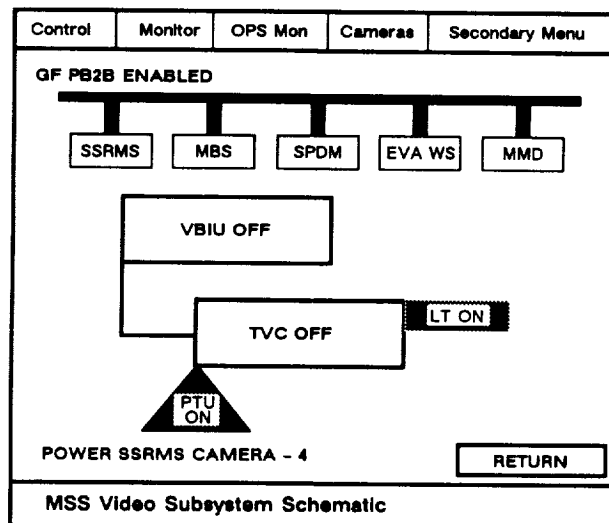 Control Monitor OPS Mon Cameras Secondary Menu
GF PB2B ENABLED
SSRMS MBS SPDM EVA WS MMD
VBIU OFF
TVC OFF
LT ON
PTU
ON
POWER SSRMS CAMERA - 4
RETURN
MSS Video Subsystem Schematic